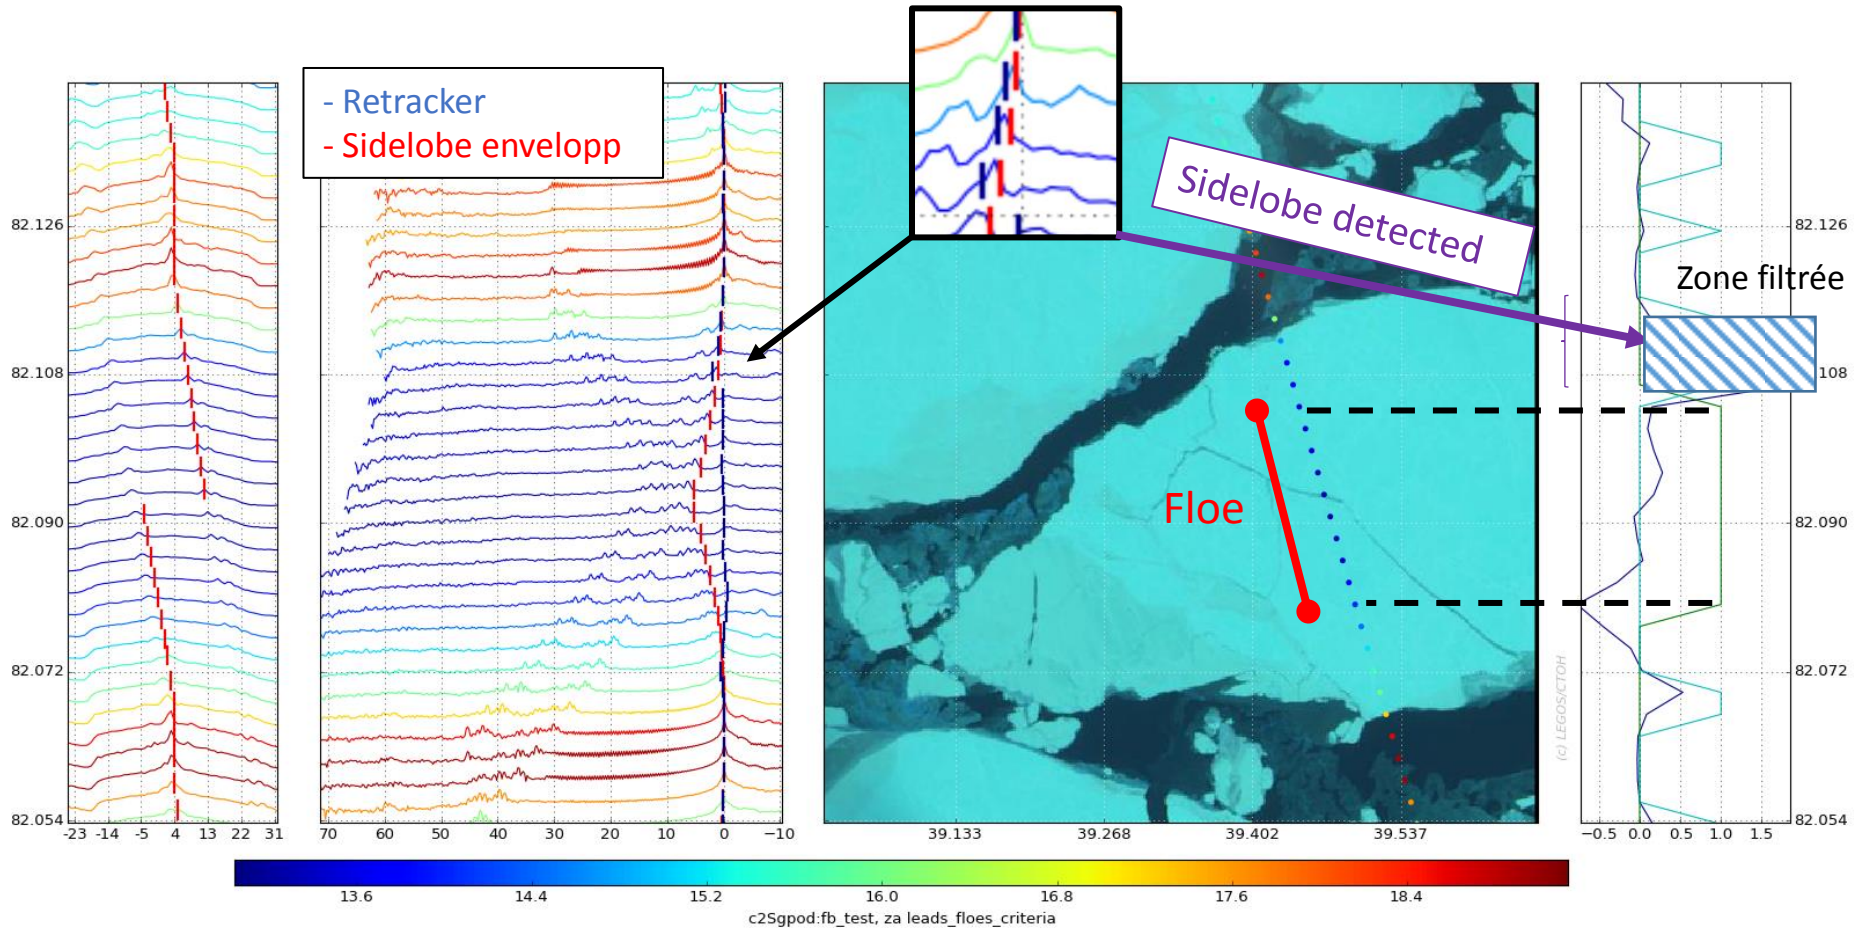 - Retracker
- Sidelobe envelopp
Sidelobe detected
Zone filtrée
Floe
82.126
82.108
82.090
82.072
82.054
-23 -14 -5 4 13 22 31
70 60 50 40 30 20 10 0 −10
39.133 39.268 39.402 39.537
(c) LEGOS/CTOH
82.126
108
82.090
82.072
82.054
−0.5 0.0 0.5 1.0 1.5
13.6 14.4 15.2 16.0 16.8 17.6 18.4
c2Sgpod:fb_test, za leads_floes_criteria